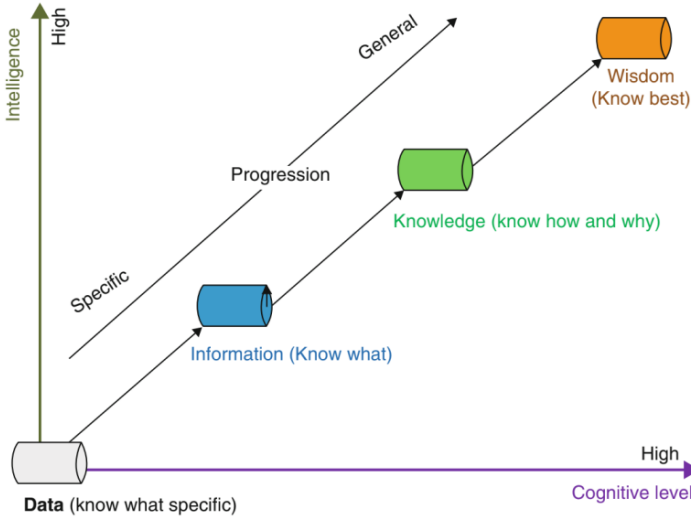 High
Intelligence
General
Progression
Specific
Wisdom
(Know best)
Knowledge (know how and why)
Information (Know what)
High
Cognitive level
Data (know what specific)